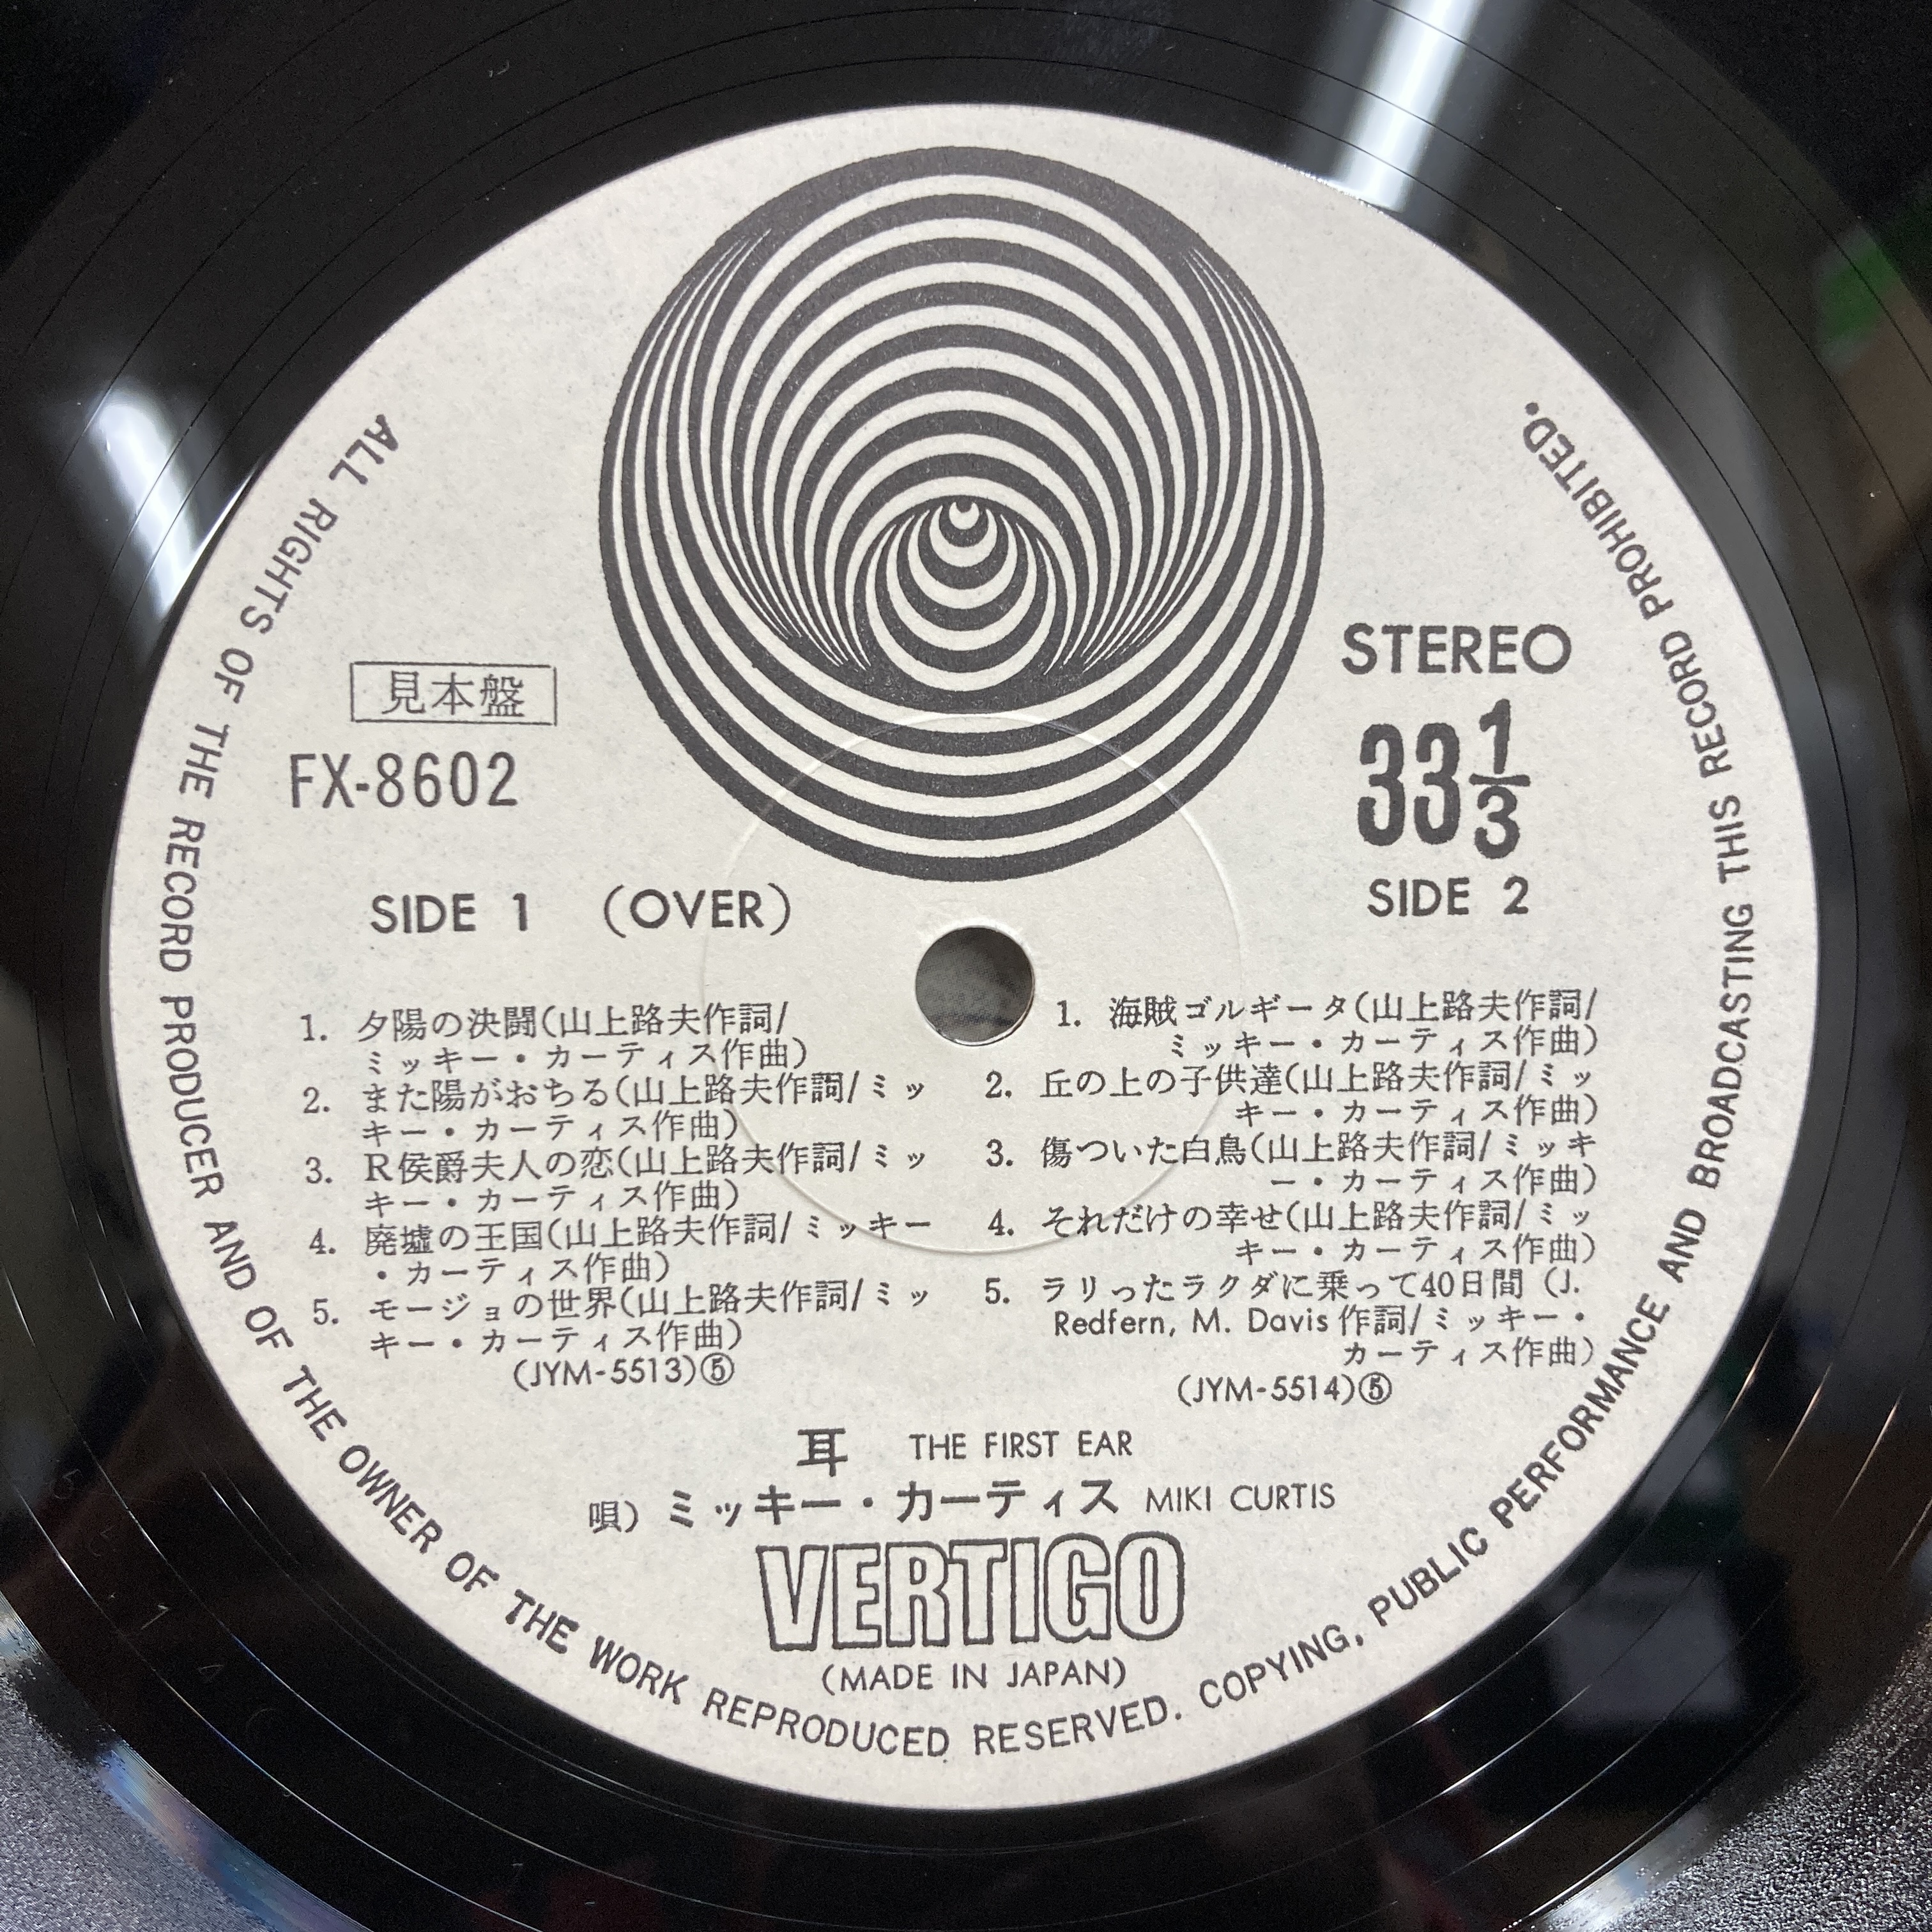 ALL RIGHTS OF THE RECORD PRODUCER AND OF THE OWNER OF THE WORK REPRODUCED RESERVED. COPYING, PUBLIC PERFORMANCE AND BROADCASTING THIS RECORD PROHIBITED.
見本盤
FX-8602
STEREO
33 1/3
SIDE 1 (OVER)
1. 夕陽の決闘(山上路夫作詞/
ミッキー・カーティス作曲)
2. また陽がおちる(山上路夫作詞/ミッ
キー・カーティス作曲)
3. R侯爵夫人の恋(山上路夫作詞/ミッ
キー・カーティス作曲)
4. 廃墟の王国(山上路夫作詞/ミッキー
・カーティス作曲)
5. モージョの世界(山上路夫作詞/ミッ
キー・カーティス作曲)
(JYM-5513)⑤
SIDE 2
1. 海賊ゴルギータ(山上路夫作詞/
ミッキー・カーティス作曲)
2. 丘の上の子供達(山上路夫作詞/ミッ
キー・カーティス作曲)
3. 傷ついた白鳥(山上路夫作詞/ミッキ
ー・カーティス作曲)
4. それだけの幸せ(山上路夫作詞/ミッ
キー・カーティス作曲)
5. ラリったラクダに乗って40日間 (J.
Redfern, M. Davis作詞/ミッキー・
カーティス作曲)
(JYM-5514)⑤
耳 THE FIRST EAR
唄) ミッキー・カーティス MIKI CURTIS
VERTIGO
(MADE IN JAPAN)